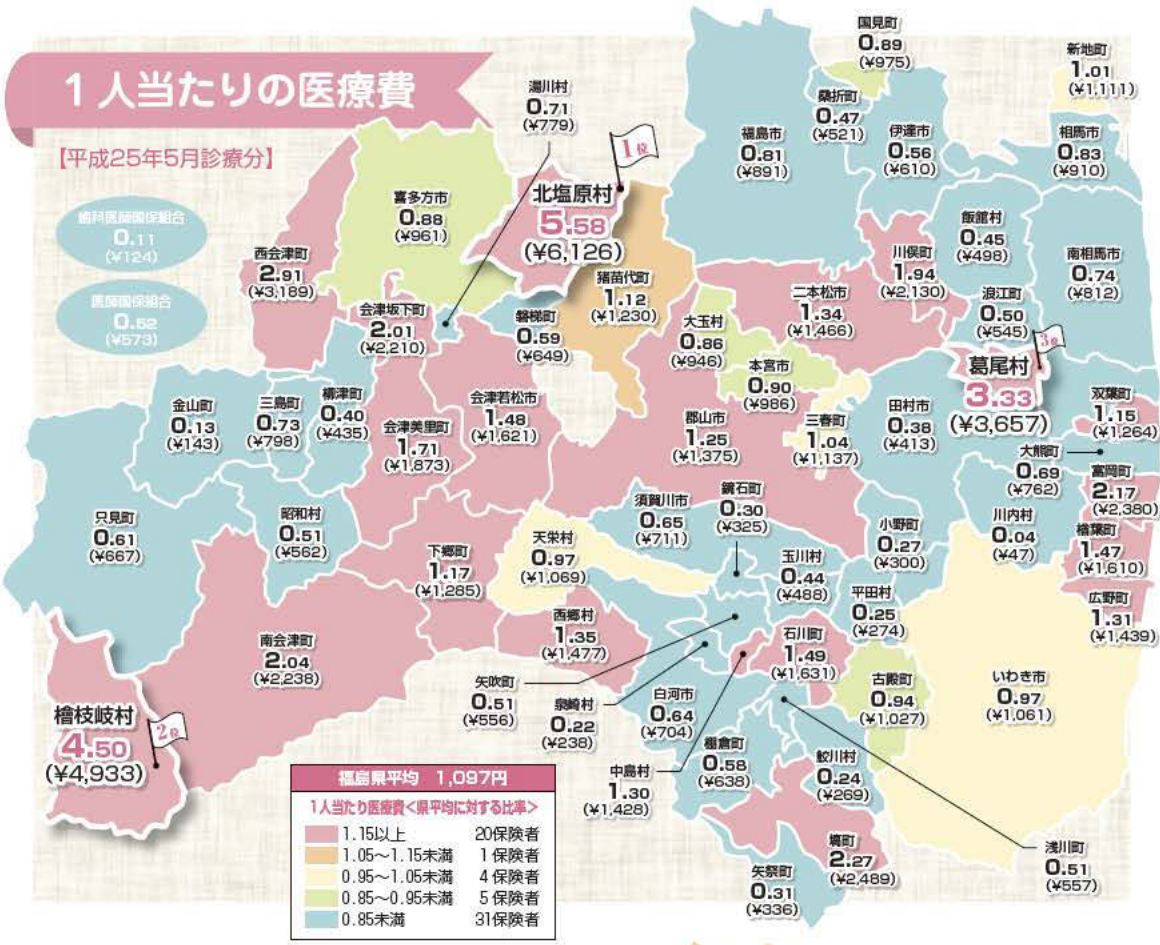 1人当たりの医療費
【平成25年5月診療分】
歯科医師国保組合
0.11
(¥124)
医師国保組合
0.52
(¥573)
湯川村
0.71
(¥779)
国見町
0.89
(¥975)
新地町
1.01
(¥1,111)
桑折町
0.47
(¥521)
伊達市
0.56
(¥610)
福島市
0.81
(¥891)
相馬市
0.83
(¥910)
1位
北塩原村
5.58
(¥6,126)
喜多方市
0.88
(¥961)
西会津町
2.91
(¥3,189)
猪苗代町
1.12
(¥1,230)
川俣町
1.94
(¥2,130)
飯舘村
0.45
(¥498)
南相馬市
0.74
(¥812)
会津坂下町
2.01
(¥2,210)
磐梯町
0.59
(¥649)
大玉村
0.86
(¥946)
二本松市
1.34
(¥1,466)
浪江町
0.50
(¥545)
3位
葛尾村
3.33
(¥3,657)
本宮市
0.90
(¥986)
金山町
0.13
(¥143)
三島町
0.73
(¥798)
柳津町
0.40
(¥435)
会津美里町
1.71
(¥1,873)
会津若松市
1.48
(¥1,621)
郡山市
1.25
(¥1,375)
三春町
1.04
(¥1,137)
田村市
0.38
(¥413)
双葉町
1.15
(¥1,264)
大熊町
0.69
(¥762)
富岡町
2.17
(¥2,380)
只見町
0.61
(¥667)
昭和村
0.51
(¥562)
須賀川市
0.65
(¥711)
鏡石町
0.30
(¥325)
小野町
0.27
(¥300)
川内村
0.04
(¥47)
楢葉町
1.47
(¥1,610)
下郷町
1.17
(¥1,285)
天栄村
0.97
(¥1,069)
玉川村
0.44
(¥488)
平田村
0.25
(¥274)
広野町
1.31
(¥1,439)
南会津町
2.04
(¥2,238)
西郷村
1.35
(¥1,477)
石川町
1.49
(¥1,631)
古殿町
0.94
(¥1,027)
いわき市
0.97
(¥1,061)
矢吹町
0.51
(¥556)
泉崎村
0.22
(¥238)
白河市
0.64
(¥704)
2位
檜枝岐村
4.50
(¥4,933)
棚倉町
0.58
(¥638)
鮫川村
0.24
(¥269)
中島村
1.30
(¥1,428)
塙町
2.27
(¥2,489)
浅川町
0.51
(¥557)
矢祭町
0.31
(¥336)
福島県平均 1,097円
1人当たり医療費<県平均に対する比率>
1.15以上 20保険者
1.05〜1.15未満 1保険者
0.95〜1.05未満 4保険者
0.85〜0.95未満 5保険者
0.85未満 31保険者